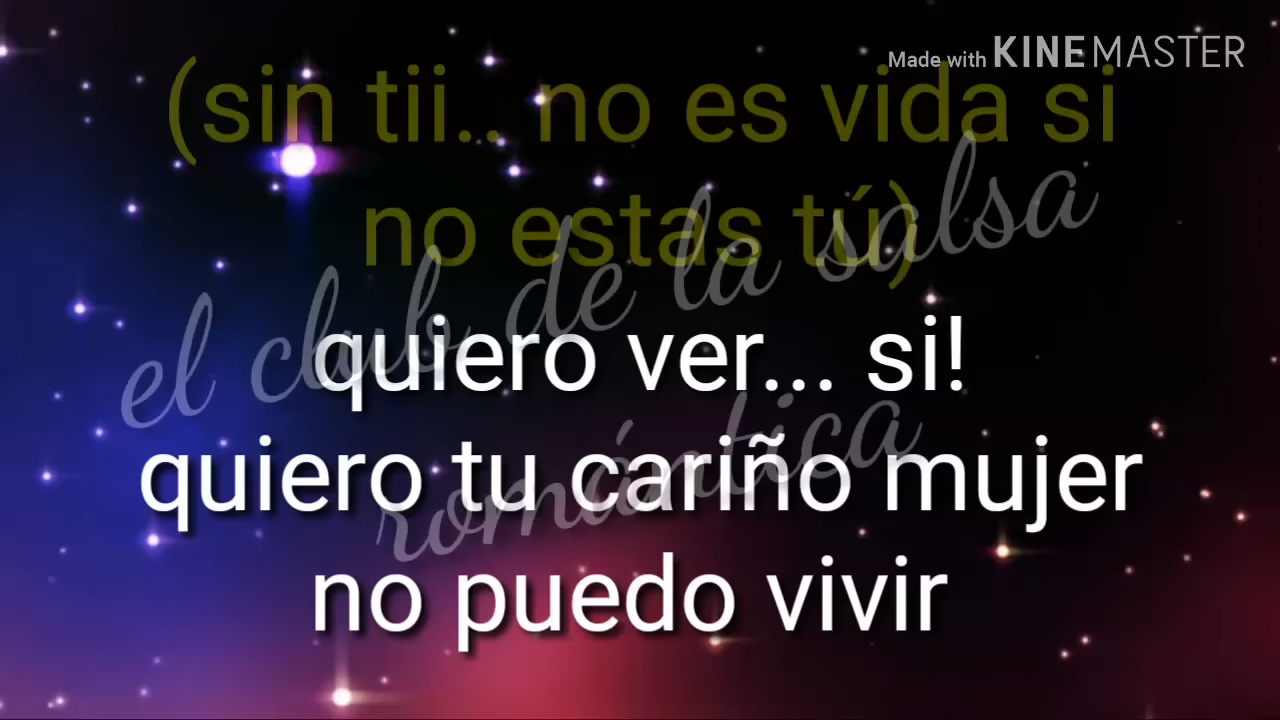 Made with KINEMASTER
(sin tii.. no es vida si
no estas tú)
el club de la salsa
romántica
quiero ver... si!
quiero tu cariño mujer
no puedo vivir